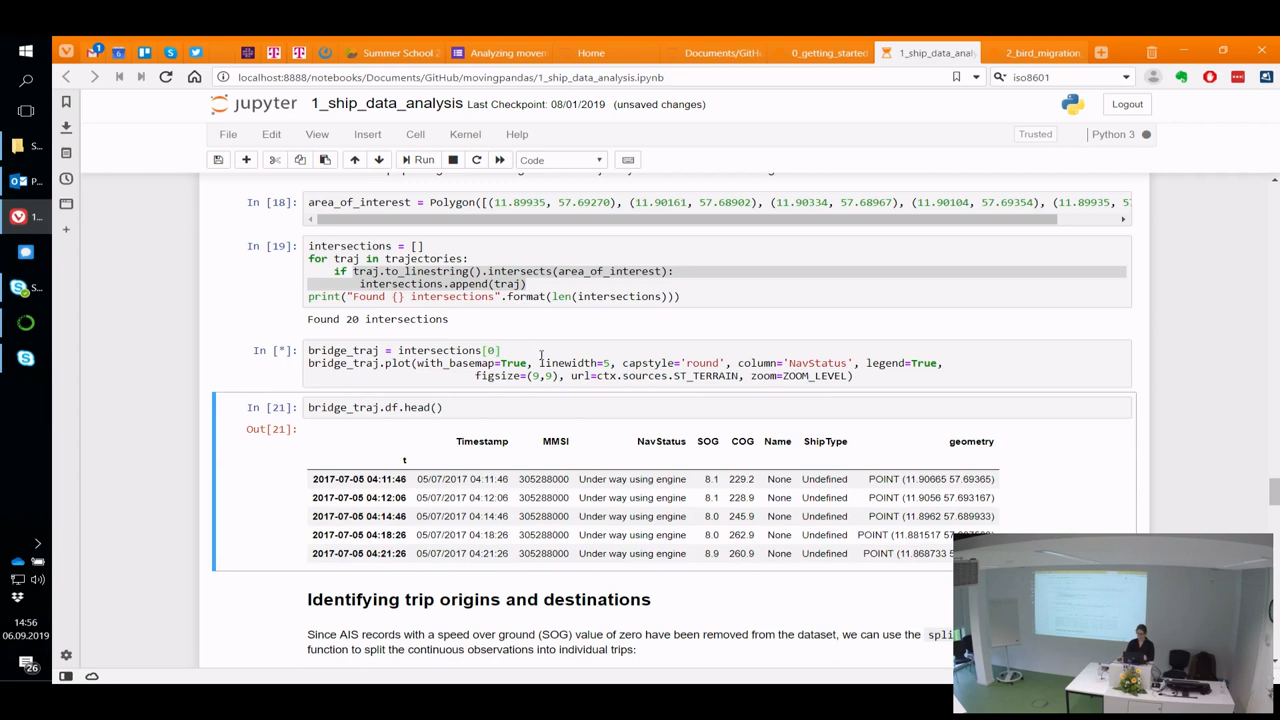 1
6
Summer School 2
Analyzing movem
Home
Documents/GitH
0_getting_started
1_ship_data_anal
2_bird_migration
localhost:8888/notebooks/Documents/GitHub/movingpandas/1_ship_data_analysis.ipynb
iso8601
jupyter 1_ship_data_analysis Last Checkpoint: 08/01/2019 (unsaved changes)
Logout
File Edit View Insert Cell Kernel Help
Trusted
Python 3
Run
Code
In [18]: area_of_interest = Polygon([(11.89935, 57.69270), (11.90161, 57.68902), (11.90334, 57.68967), (11.90104, 57.69354), (11.89935, 57
In [19]: intersections = []
for traj in trajectories:
if traj.to_linestring().intersects(area_of_interest):
intersections.append(traj)
print("Found {} intersections".format(len(intersections)))
Found 20 intersections
In [*]: bridge_traj = intersections[0]
bridge_traj.plot(with_basemap=True, linewidth=5, capstyle='round', column='NavStatus', legend=True,
figsize=(9,9), url=ctx.sources.ST_TERRAIN, zoom=ZOOM_LEVEL)
In [21]: bridge_traj.df.head()
Out[21]:
Timestamp MMSI NavStatus SOG COG Name ShipType geometry
t
2017-07-05 04:11:46 05/07/2017 04:11:46 305288000 Under way using engine 8.1 229.2 None Undefined POINT (11.90665 57.69365)
2017-07-05 04:12:06 05/07/2017 04:12:06 305288000 Under way using engine 8.1 228.9 None Undefined POINT (11.9056 57.693167)
2017-07-05 04:14:46 05/07/2017 04:14:46 305288000 Under way using engine 8.0 245.9 None Undefined POINT (11.8962 57.689933)
2017-07-05 04:18:26 05/07/2017 04:18:26 305288000 Under way using engine 8.0 262.9 None Undefined POINT (11.881517
2017-07-05 04:21:26 05/07/2017 04:21:26 305288000 Under way using engine 8.9 260.9 None Undefined POINT (11.868733
Identifying trip origins and destinations
Since AIS records with a speed over ground (SOG) value of zero have been removed from the dataset, we can use the spli
function to split the continuous observations into individual trips:
S...
P...
1...
S...
14:56
06.09.2019
26